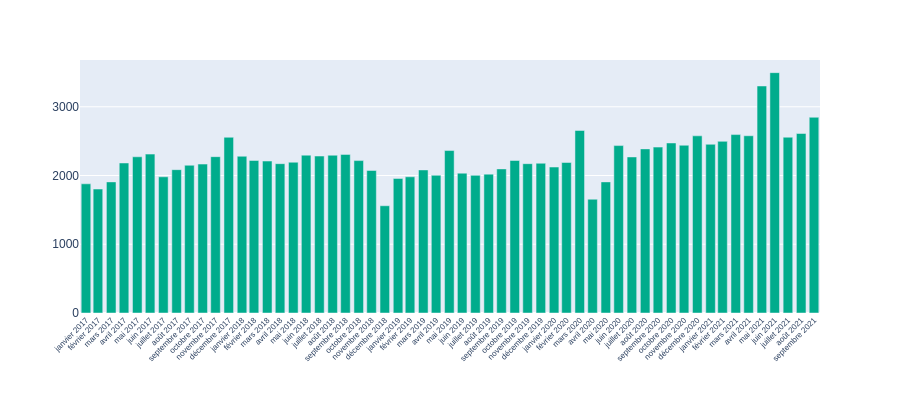 3000
2000
1000
0
janvier 2017
février 2017
mars 2017
avril 2017
mai 2017
juin 2017
juillet 2017
août 2017
septembre 2017
octobre 2017
novembre 2017
décembre 2017
janvier 2018
février 2018
mars 2018
avril 2018
mai 2018
juin 2018
juillet 2018
août 2018
septembre 2018
octobre 2018
novembre 2018
décembre 2018
janvier 2019
février 2019
mars 2019
avril 2019
mai 2019
juin 2019
juillet 2019
août 2019
septembre 2019
octobre 2019
novembre 2019
décembre 2019
janvier 2020
février 2020
mars 2020
avril 2020
mai 2020
juin 2020
juillet 2020
août 2020
septembre 2020
octobre 2020
novembre 2020
décembre 2020
janvier 2021
février 2021
mars 2021
avril 2021
mai 2021
juin 2021
juillet 2021
août 2021
septembre 2021